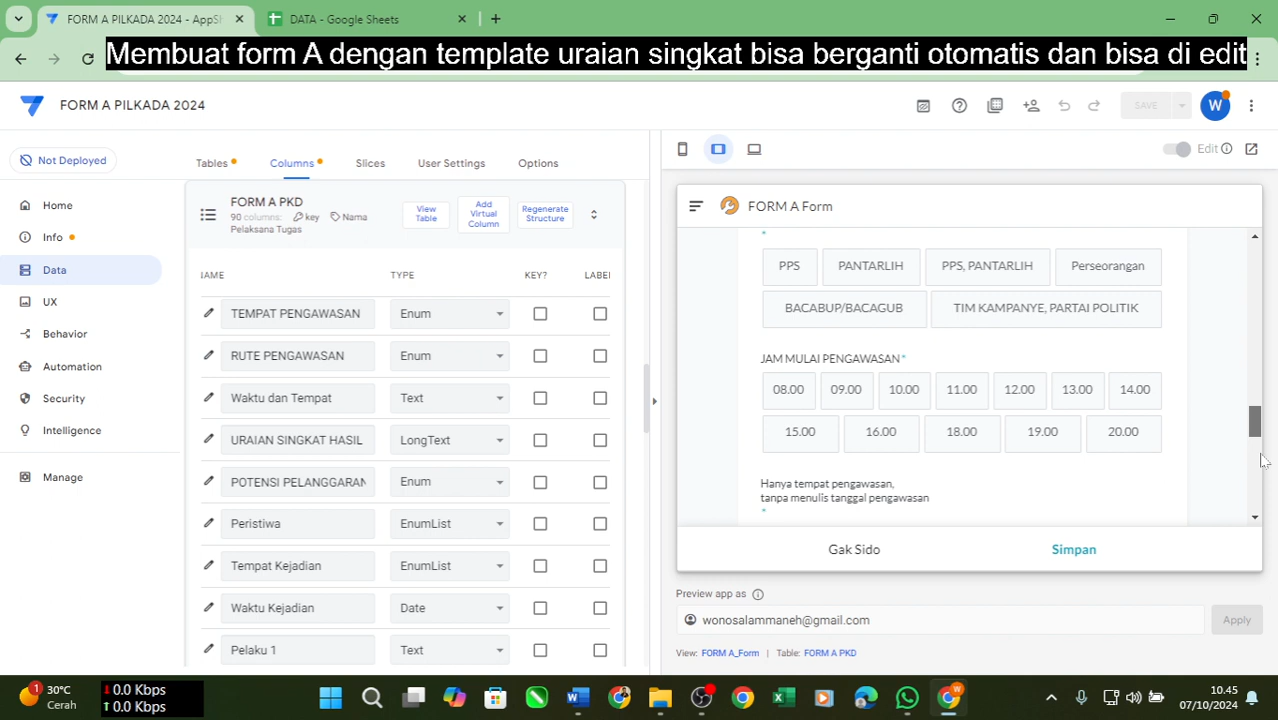 FORM A PILKADA 2024 - AppSh
DATA - Google Sheets
Membuat form A dengan template uraian singkat bisa berganti otomatis dan bisa di edit
FORM A PILKADA 2024
SAVE
W
Not Deployed
Tables
Columns
Slices
User Settings
Options
Edit
Home
Info
Data
UX
Behavior
Automation
Security
Intelligence
Manage
FORM A PKD
90 columns: key Nama
Pelaksana Tugas
View
Table
Add
Virtual
Column
Regenerate
Structure
NAME TYPE KEY? LABEL
TEMPAT PENGAWASAN Enum
RUTE PENGAWASAN Enum
Waktu dan Tempat Text
URAIAN SINGKAT HASIL LongText
POTENSI PELANGGARAN Enum
Peristiwa EnumList
Tempat Kejadian EnumList
Waktu Kejadian Date
Pelaku 1 Text
FORM A Form
*
PPS PANTARLIH PPS, PANTARLIH Perseorangan
BACABUP/BACAGUB TIM KAMPANYE, PARTAI POLITIK
JAM MULAI PENGAWASAN*
08.00 09.00 10.00 11.00 12.00 13.00 14.00
15.00 16.00 18.00 19.00 20.00
Hanya tempat pengawasan,
tanpa menulis tanggal pengawasan
*
Gak Sido Simpan
Preview app as
wonosalammaneh@gmail.com Apply
View: FORM A_Form | Table: FORM A PKD
1
30°C
Cerah
0.0 Kbps
0.0 Kbps
10.45
07/10/2024